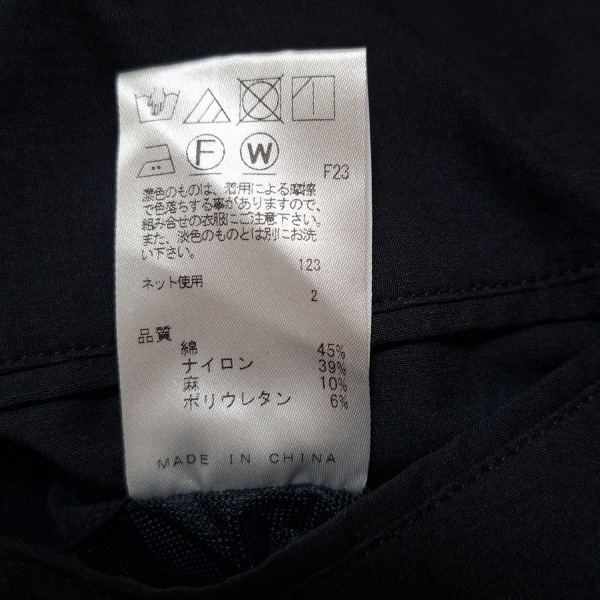 F W
F23
濃色のものは、着用による摩擦
で色落ちする事がありますので、
組み合せの衣服にご注意下さい。
また、淡色のものとは別にお洗
い下さい。
123
ネット使用
2
品質
綿 45%
ナイロン 39%
麻 10%
ポリウレタン 6%
MADE IN CHINA